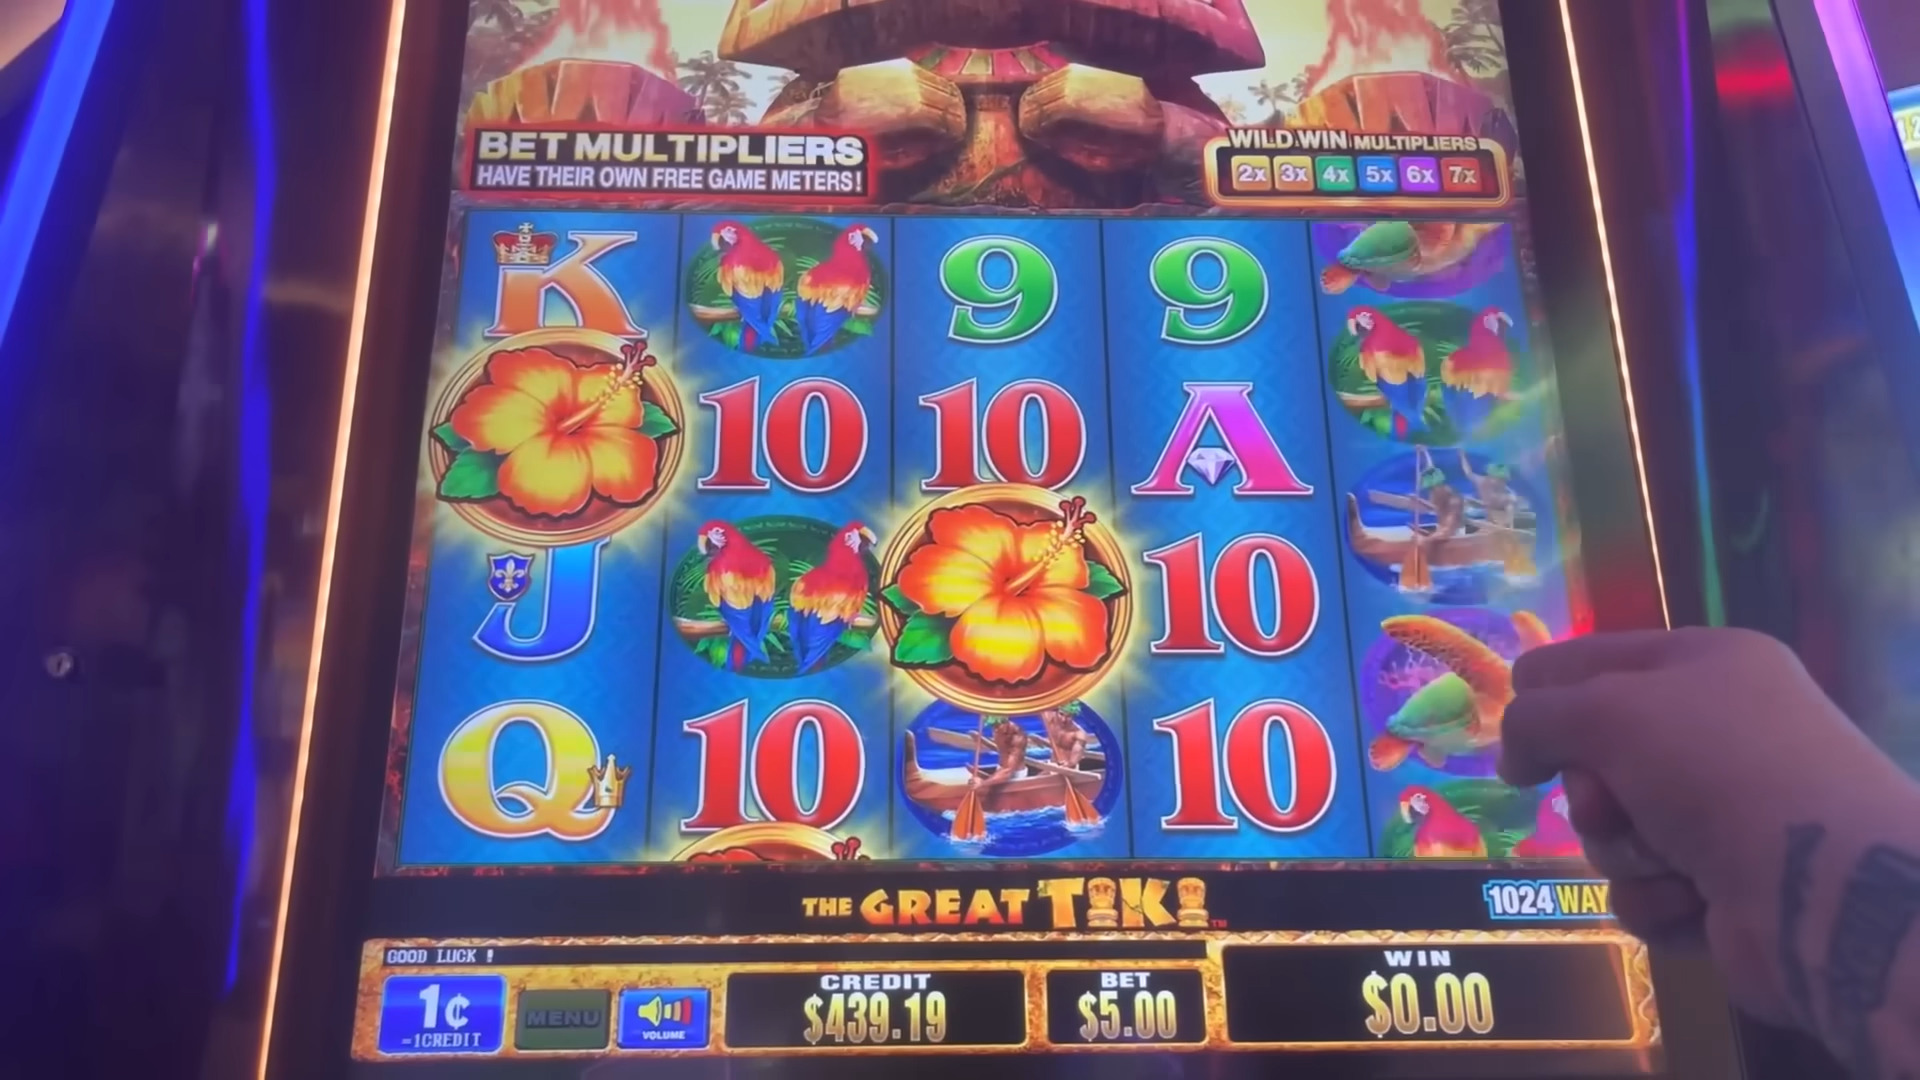 BET MULTIPLIERS
HAVE THEIR OWN FREE GAME METERS!
WILD WIN MULTIPLIERS
2x 3x 4x 5x 6x 7x
K 9 9
10 10 A
J 10
Q 10 10
THE GREAT TIKI™
1024 WAY
GOOD LUCK !
1¢
=1CREDIT
MENU
VOLUME
CREDIT
$439.19
BET
$5.00
WIN
$0.00